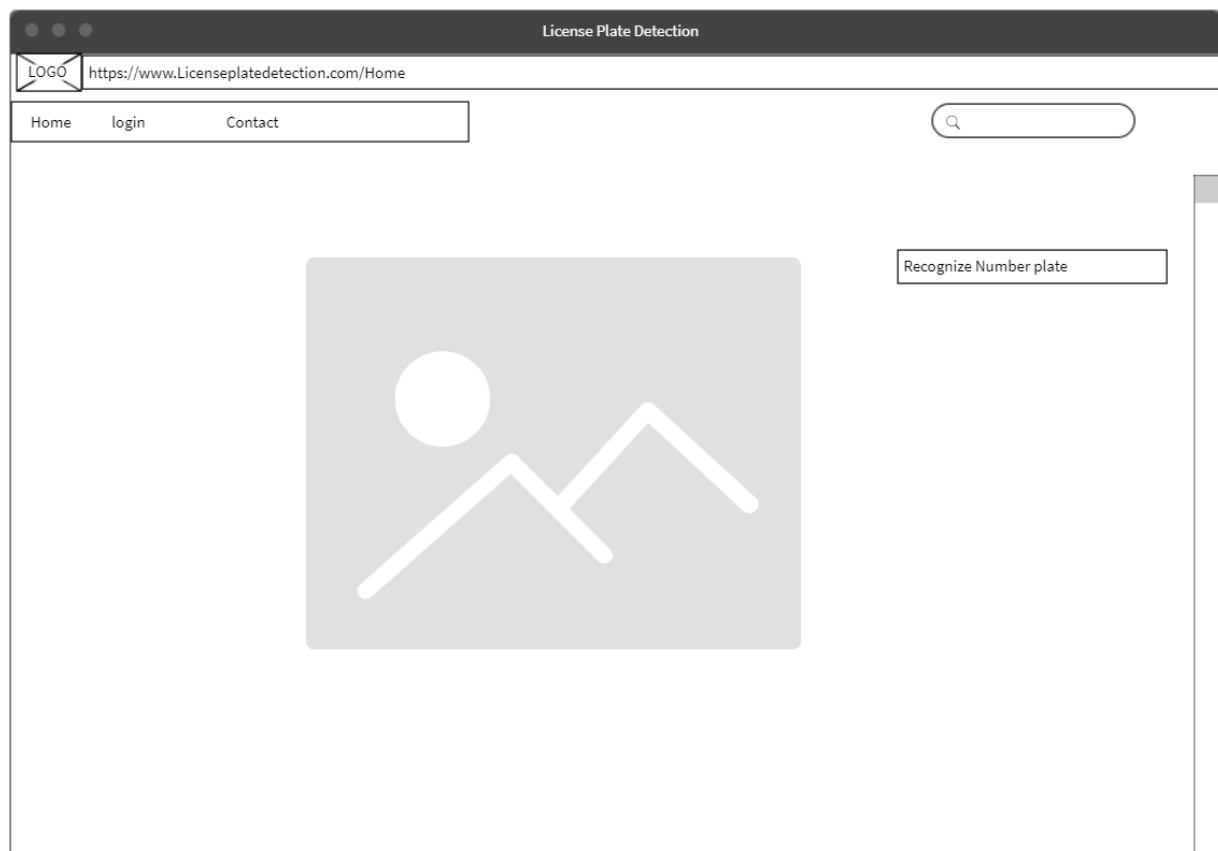 License Plate Detection
LOGO https://www.Licenseplatedetection.com/Home
Home login Contact
Recognize Number plate